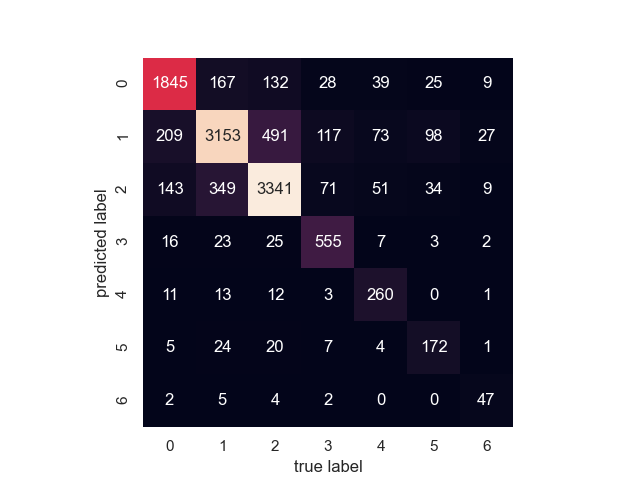 0 1845 167 132 28 39 25 9
1 209 3153 491 117 73 98 27
2 143 349 3341 71 51 34 9
3 16 23 25 555 7 3 2
4 11 13 12 3 260 0 1
5 5 24 20 7 4 172 1
6 2 5 4 2 0 0 47
0 1 2 3 4 5 6
true label
predicted label